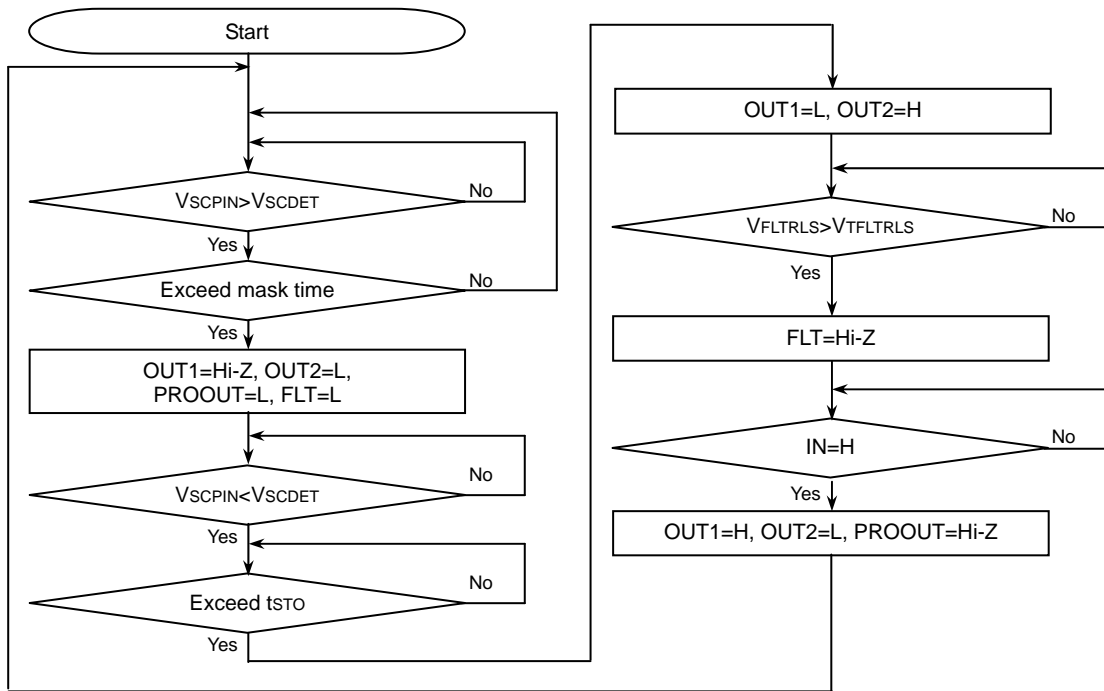 Start
VSCPIN>VSCDET
No
Yes
Exceed mask time
No
Yes
OUT1=Hi-Z, OUT2=L,
PROOUT=L, FLT=L
VSCPIN<VSCDET
No
Yes
Exceed tSTO
No
Yes
OUT1=L, OUT2=H
VFLTRLS>VTFLTRLS
No
Yes
FLT=Hi-Z
IN=H
No
Yes
OUT1=H, OUT2=L, PROOUT=Hi-Z